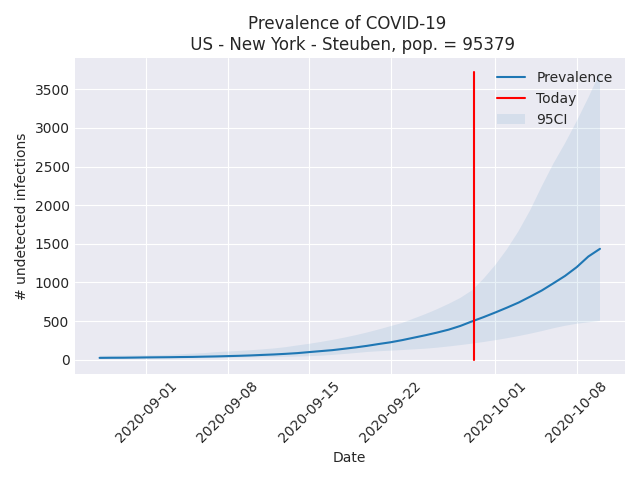 Prevalence of COVID-19
US - New York - Steuben, pop. = 95379
Prevalence
Today
95CI
3500
3000
2500
2000
1500
1000
500
0
# undetected infections
2020-09-01
2020-09-08
2020-09-15
2020-09-22
2020-10-01
2020-10-08
Date